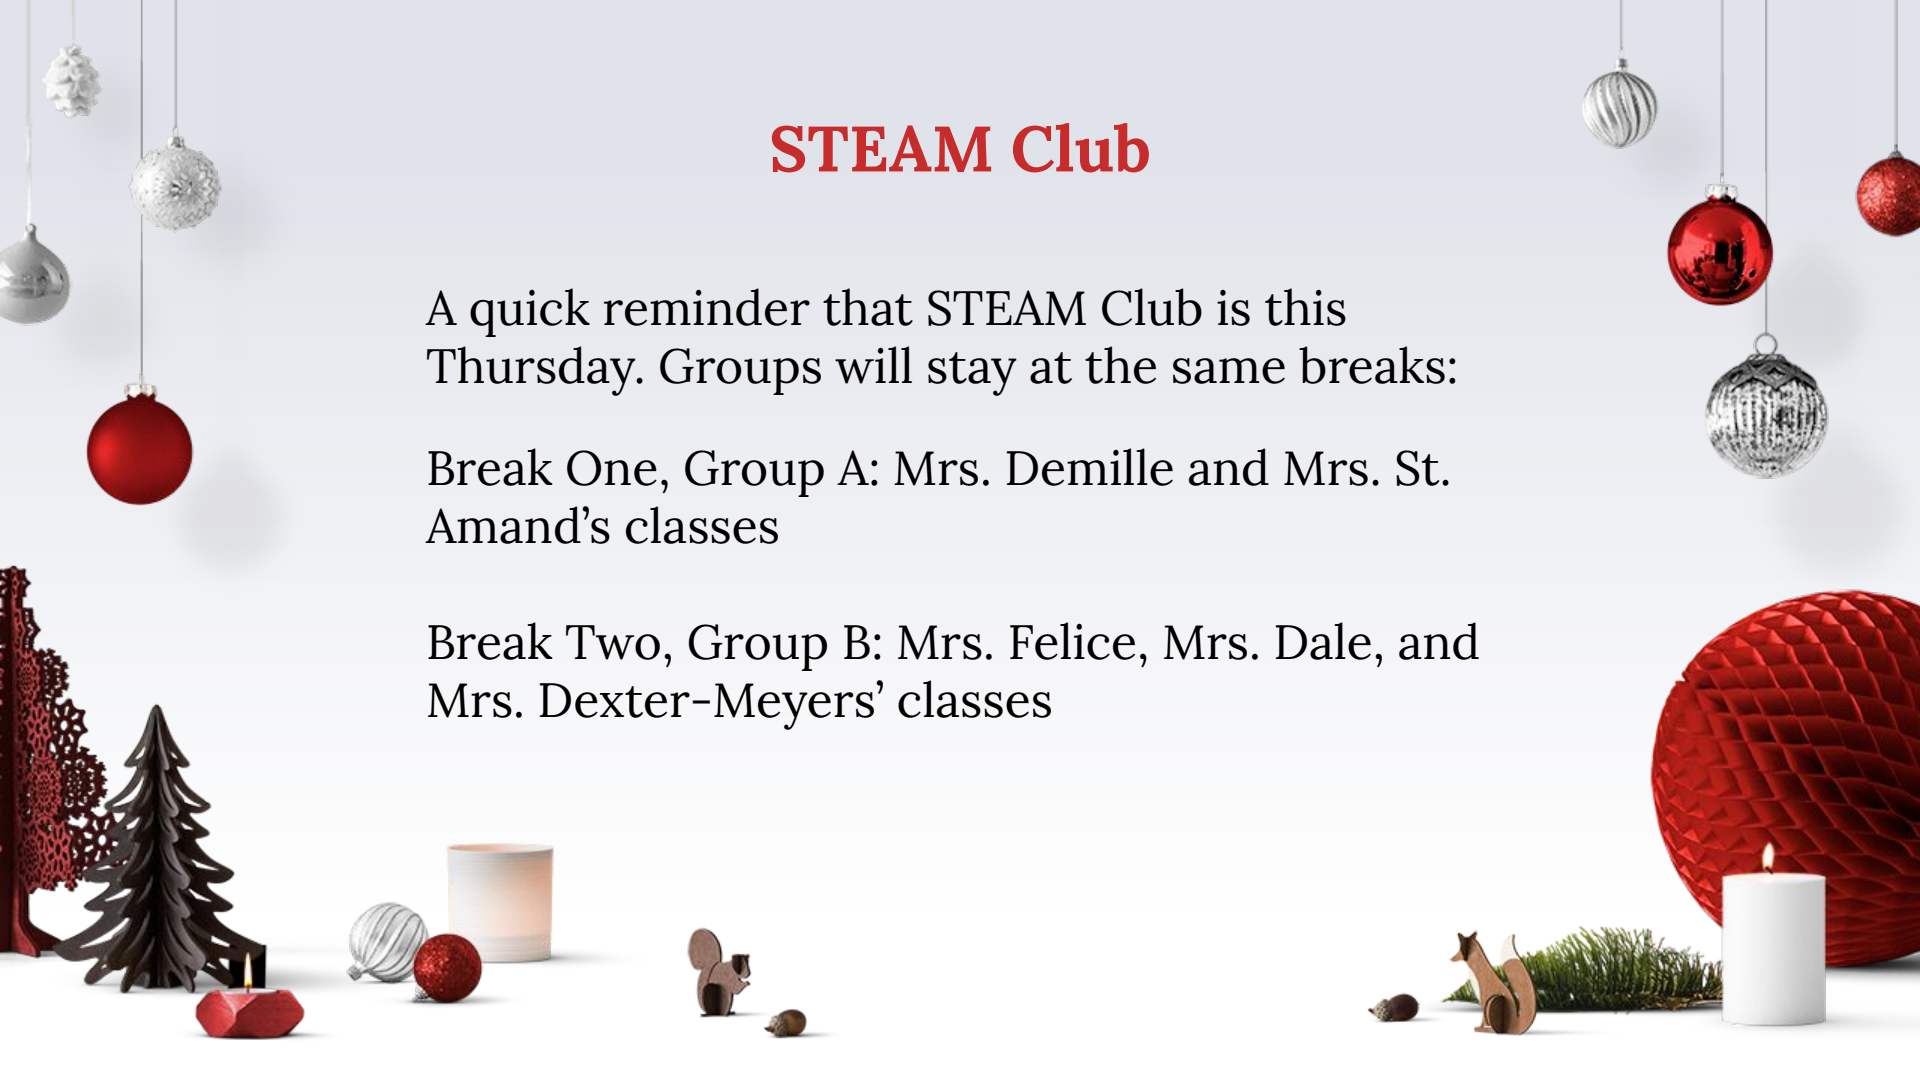 STEAM Club
A quick reminder that STEAM Club is this
Thursday. Groups will stay at the same breaks:
Break One, Group A: Mrs. Demille and Mrs. St.
Amand’s classes
Break Two, Group B: Mrs. Felice, Mrs. Dale, and
Mrs. Dexter-Meyers’ classes